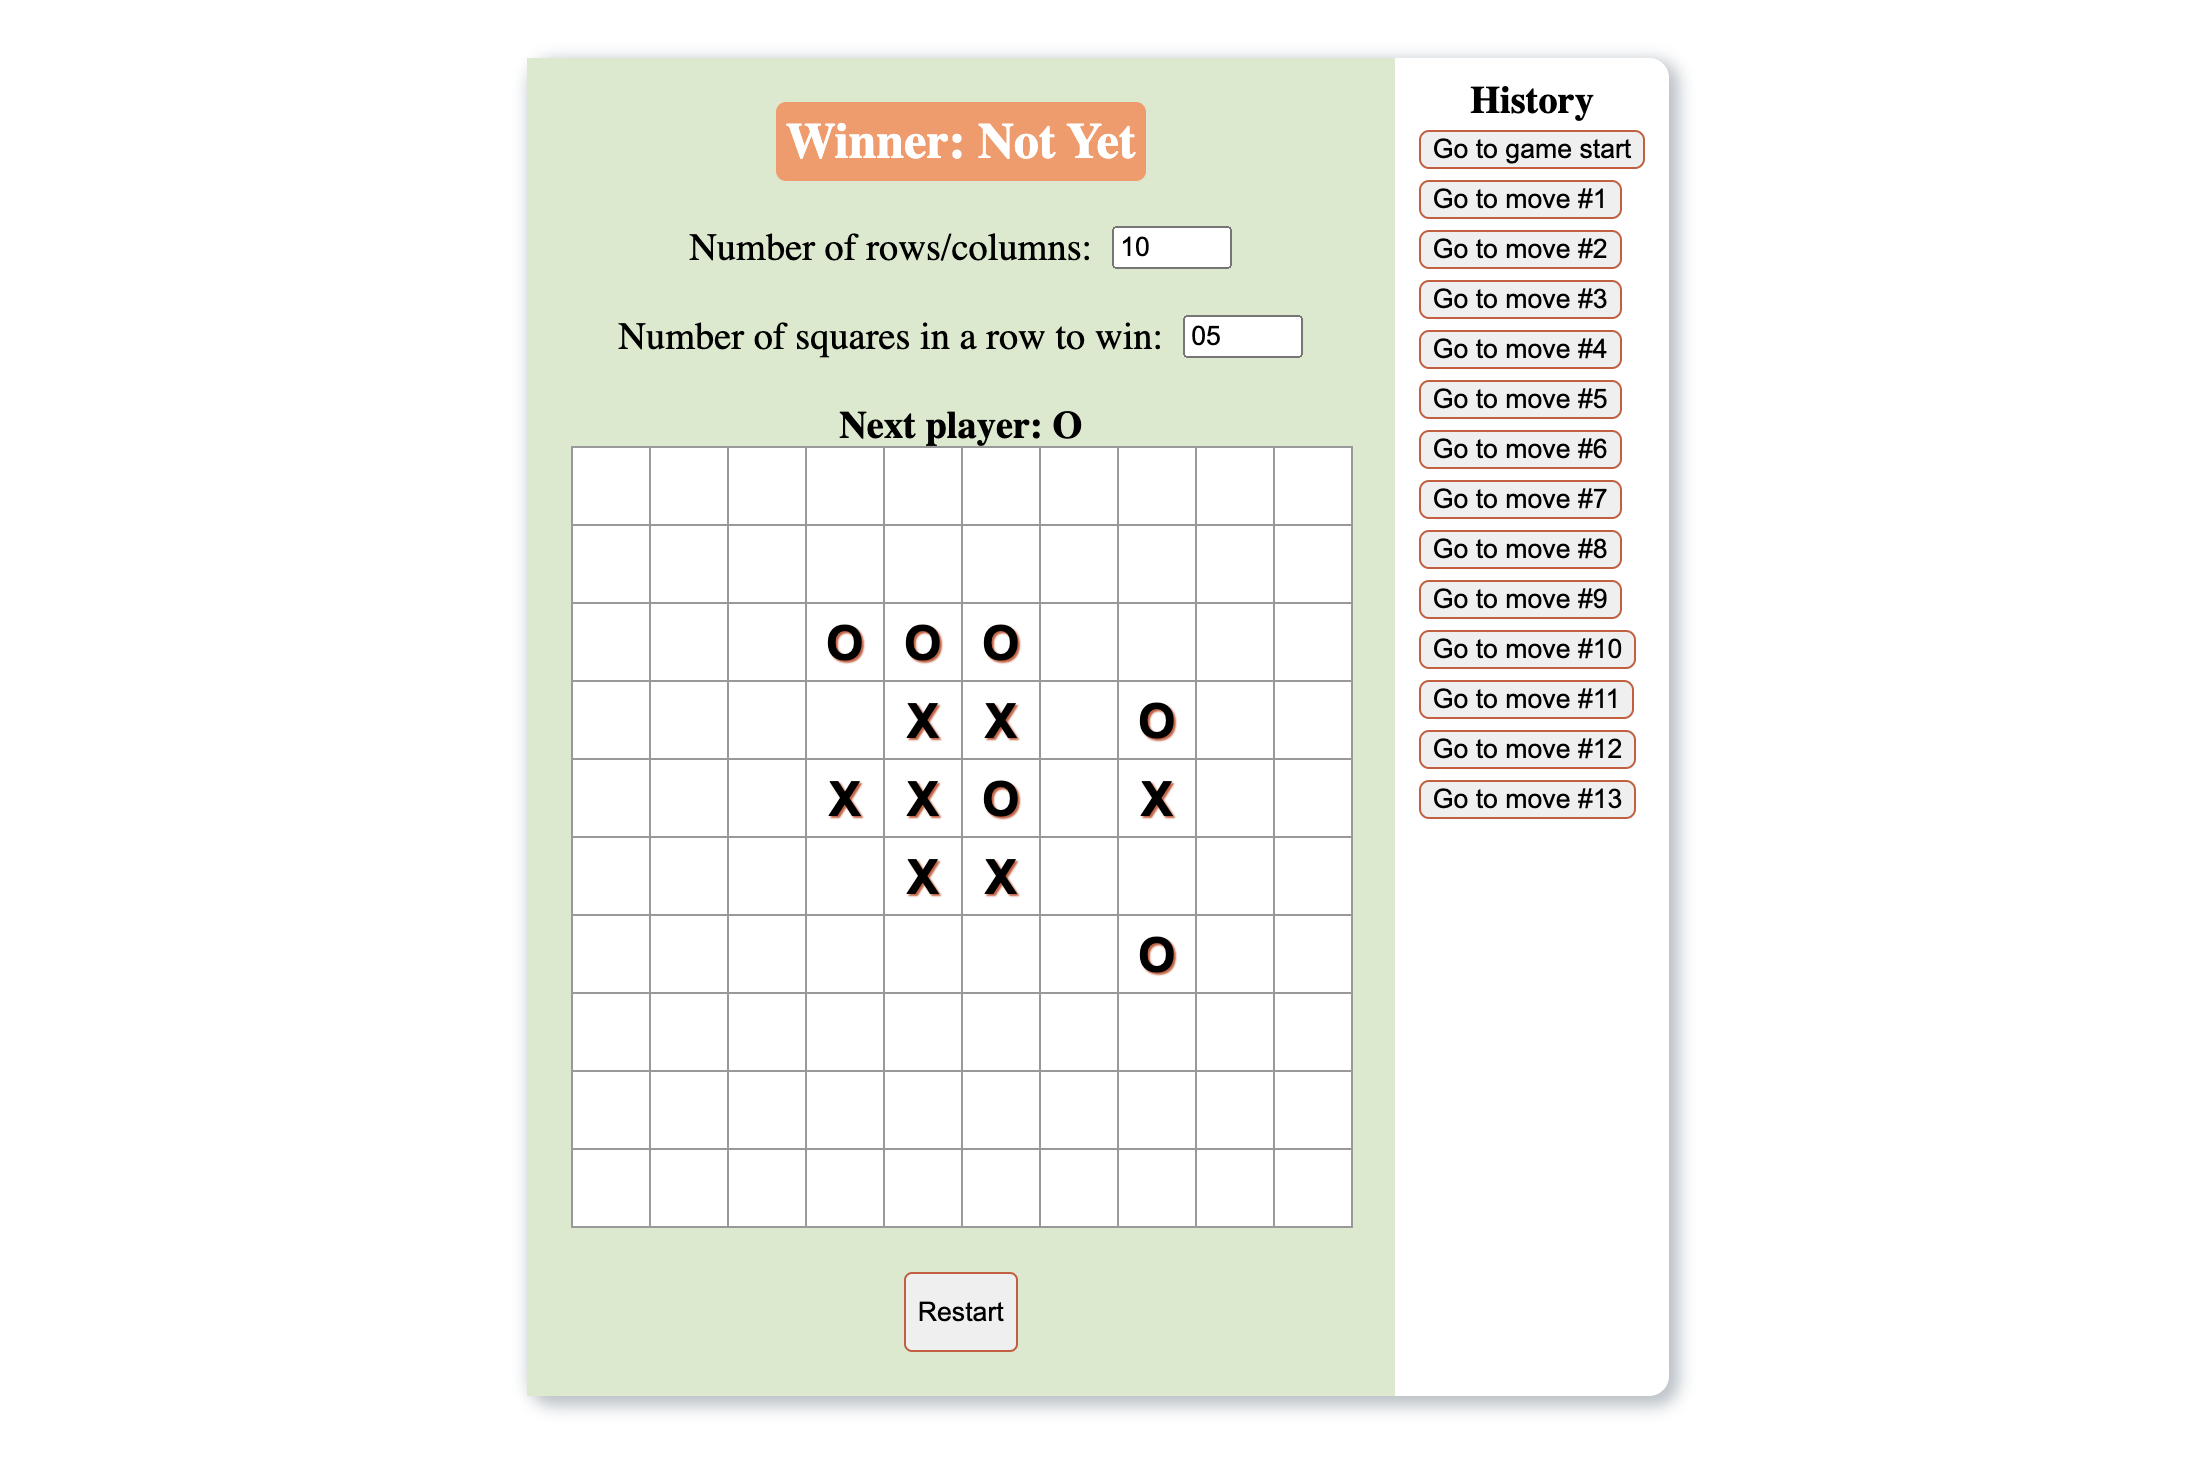 Winner: Not Yet
Number of rows/columns: 10
Number of squares in a row to win: 05
Next player: O
O O O
X X O
X X O X
X X
O
Restart
History
Go to game start
Go to move #1
Go to move #2
Go to move #3
Go to move #4
Go to move #5
Go to move #6
Go to move #7
Go to move #8
Go to move #9
Go to move #10
Go to move #11
Go to move #12
Go to move #13